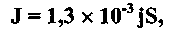 J = 1,3 × 10⁻³ jS,